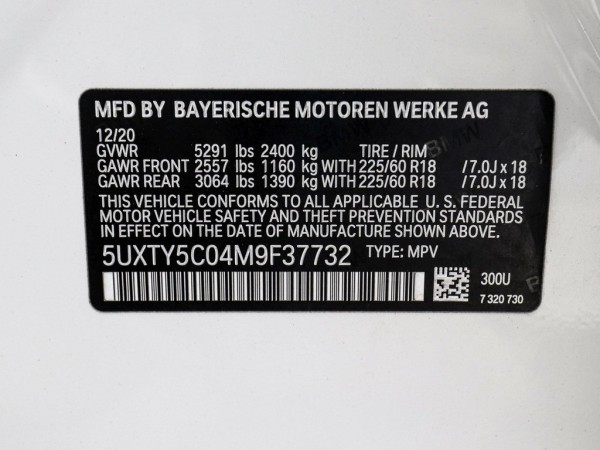 MFD BY BAYERISCHE MOTOREN WERKE AG
12/20
GVWR 5291 lbs 2400 kg TIRE / RIM
GAWR FRONT 2557 lbs 1160 kg WITH 225/60 R18 / 7.0J x 18
GAWR REAR 3064 lbs 1390 kg WITH 225/60 R18 / 7.0J x 18
THIS VEHICLE CONFORMS TO ALL APPLICABLE U. S. FEDERAL
MOTOR VEHICLE SAFETY AND THEFT PREVENTION STANDARDS
IN EFFECT ON THE DATE OF MANUFACTURE SHOWN ABOVE.
5UXTY5C04M9F37732 TYPE: MPV
300U
7 320 730